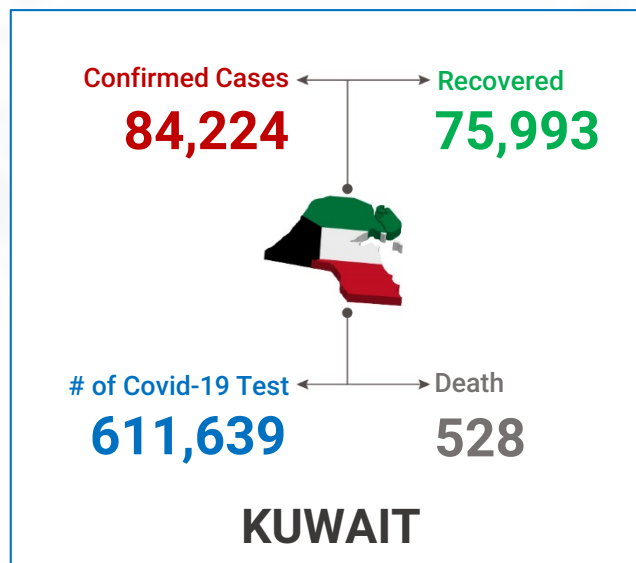 Confirmed Cases
84,224
Recovered
75,993
# of Covid-19 Test
611,639
Death
528
KUWAIT